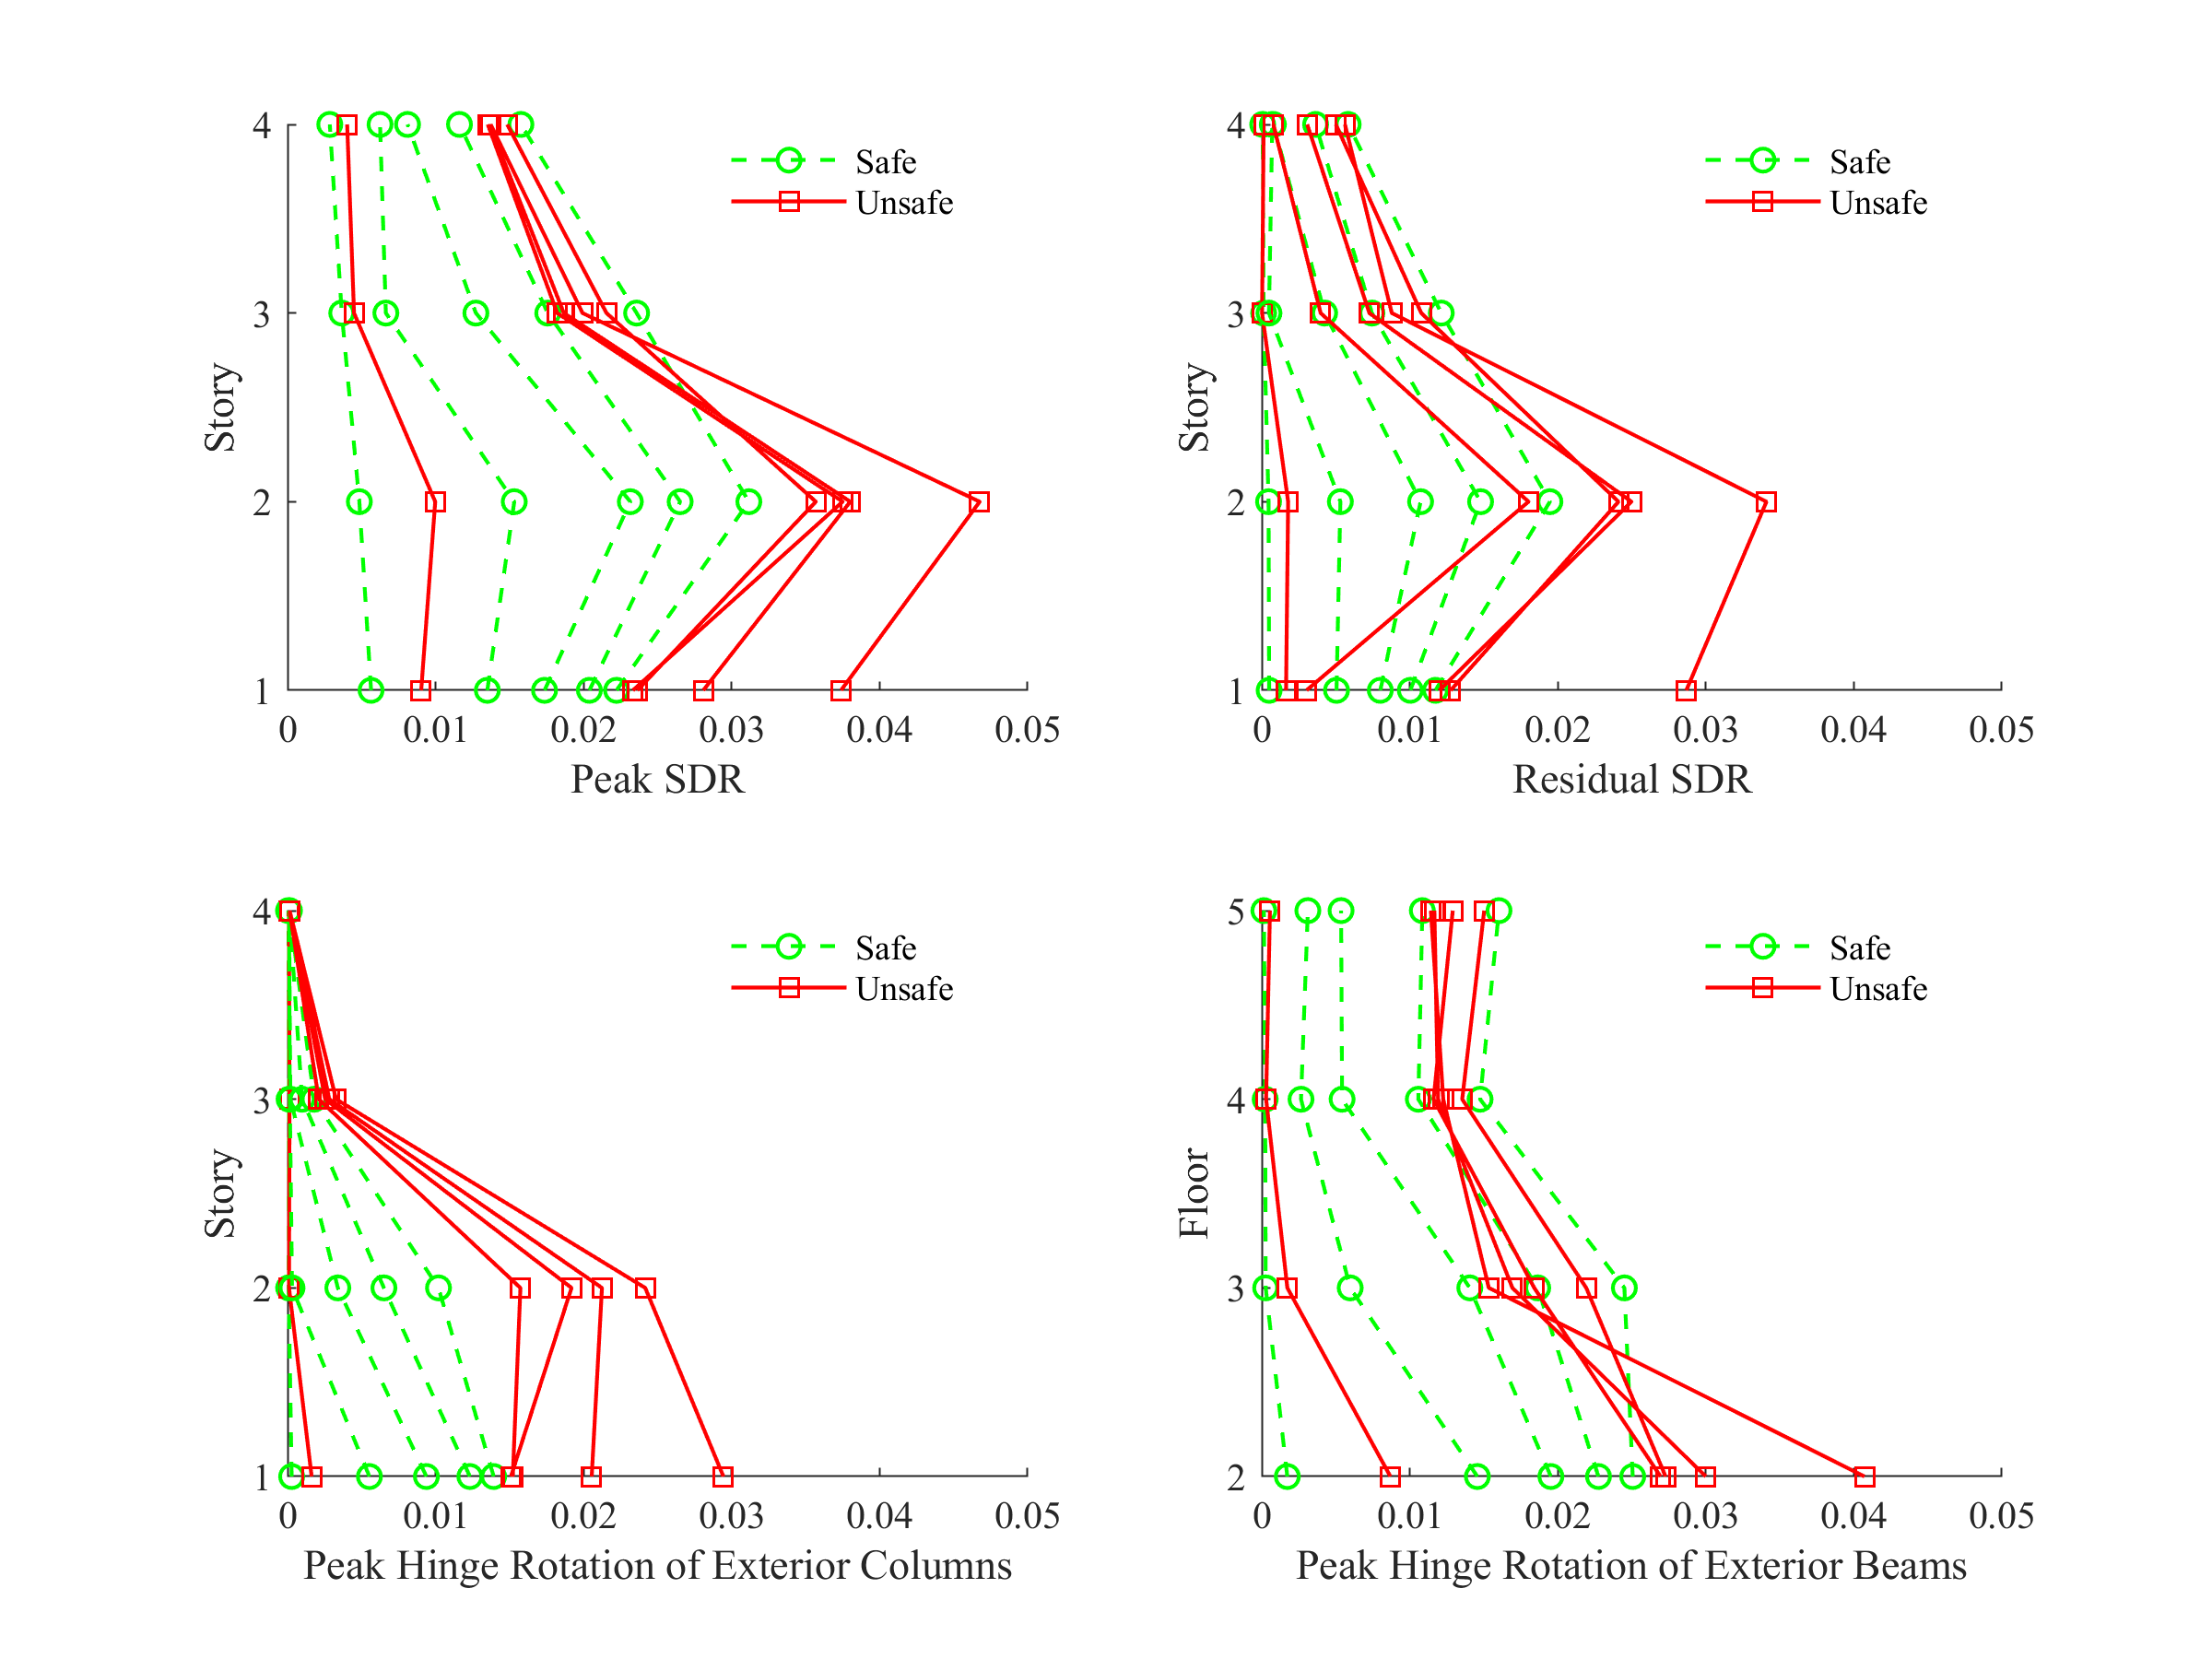 4
3
2
1
Story
0 0.01 0.02 0.03 0.04 0.05
Peak SDR
Safe
Unsafe
4
3
2
1
Story
0 0.01 0.02 0.03 0.04 0.05
Residual SDR
Safe
Unsafe
4
3
2
1
Story
0 0.01 0.02 0.03 0.04 0.05
Peak Hinge Rotation of Exterior Columns
Safe
Unsafe
5
4
3
2
Floor
0 0.01 0.02 0.03 0.04 0.05
Peak Hinge Rotation of Exterior Beams
Safe
Unsafe